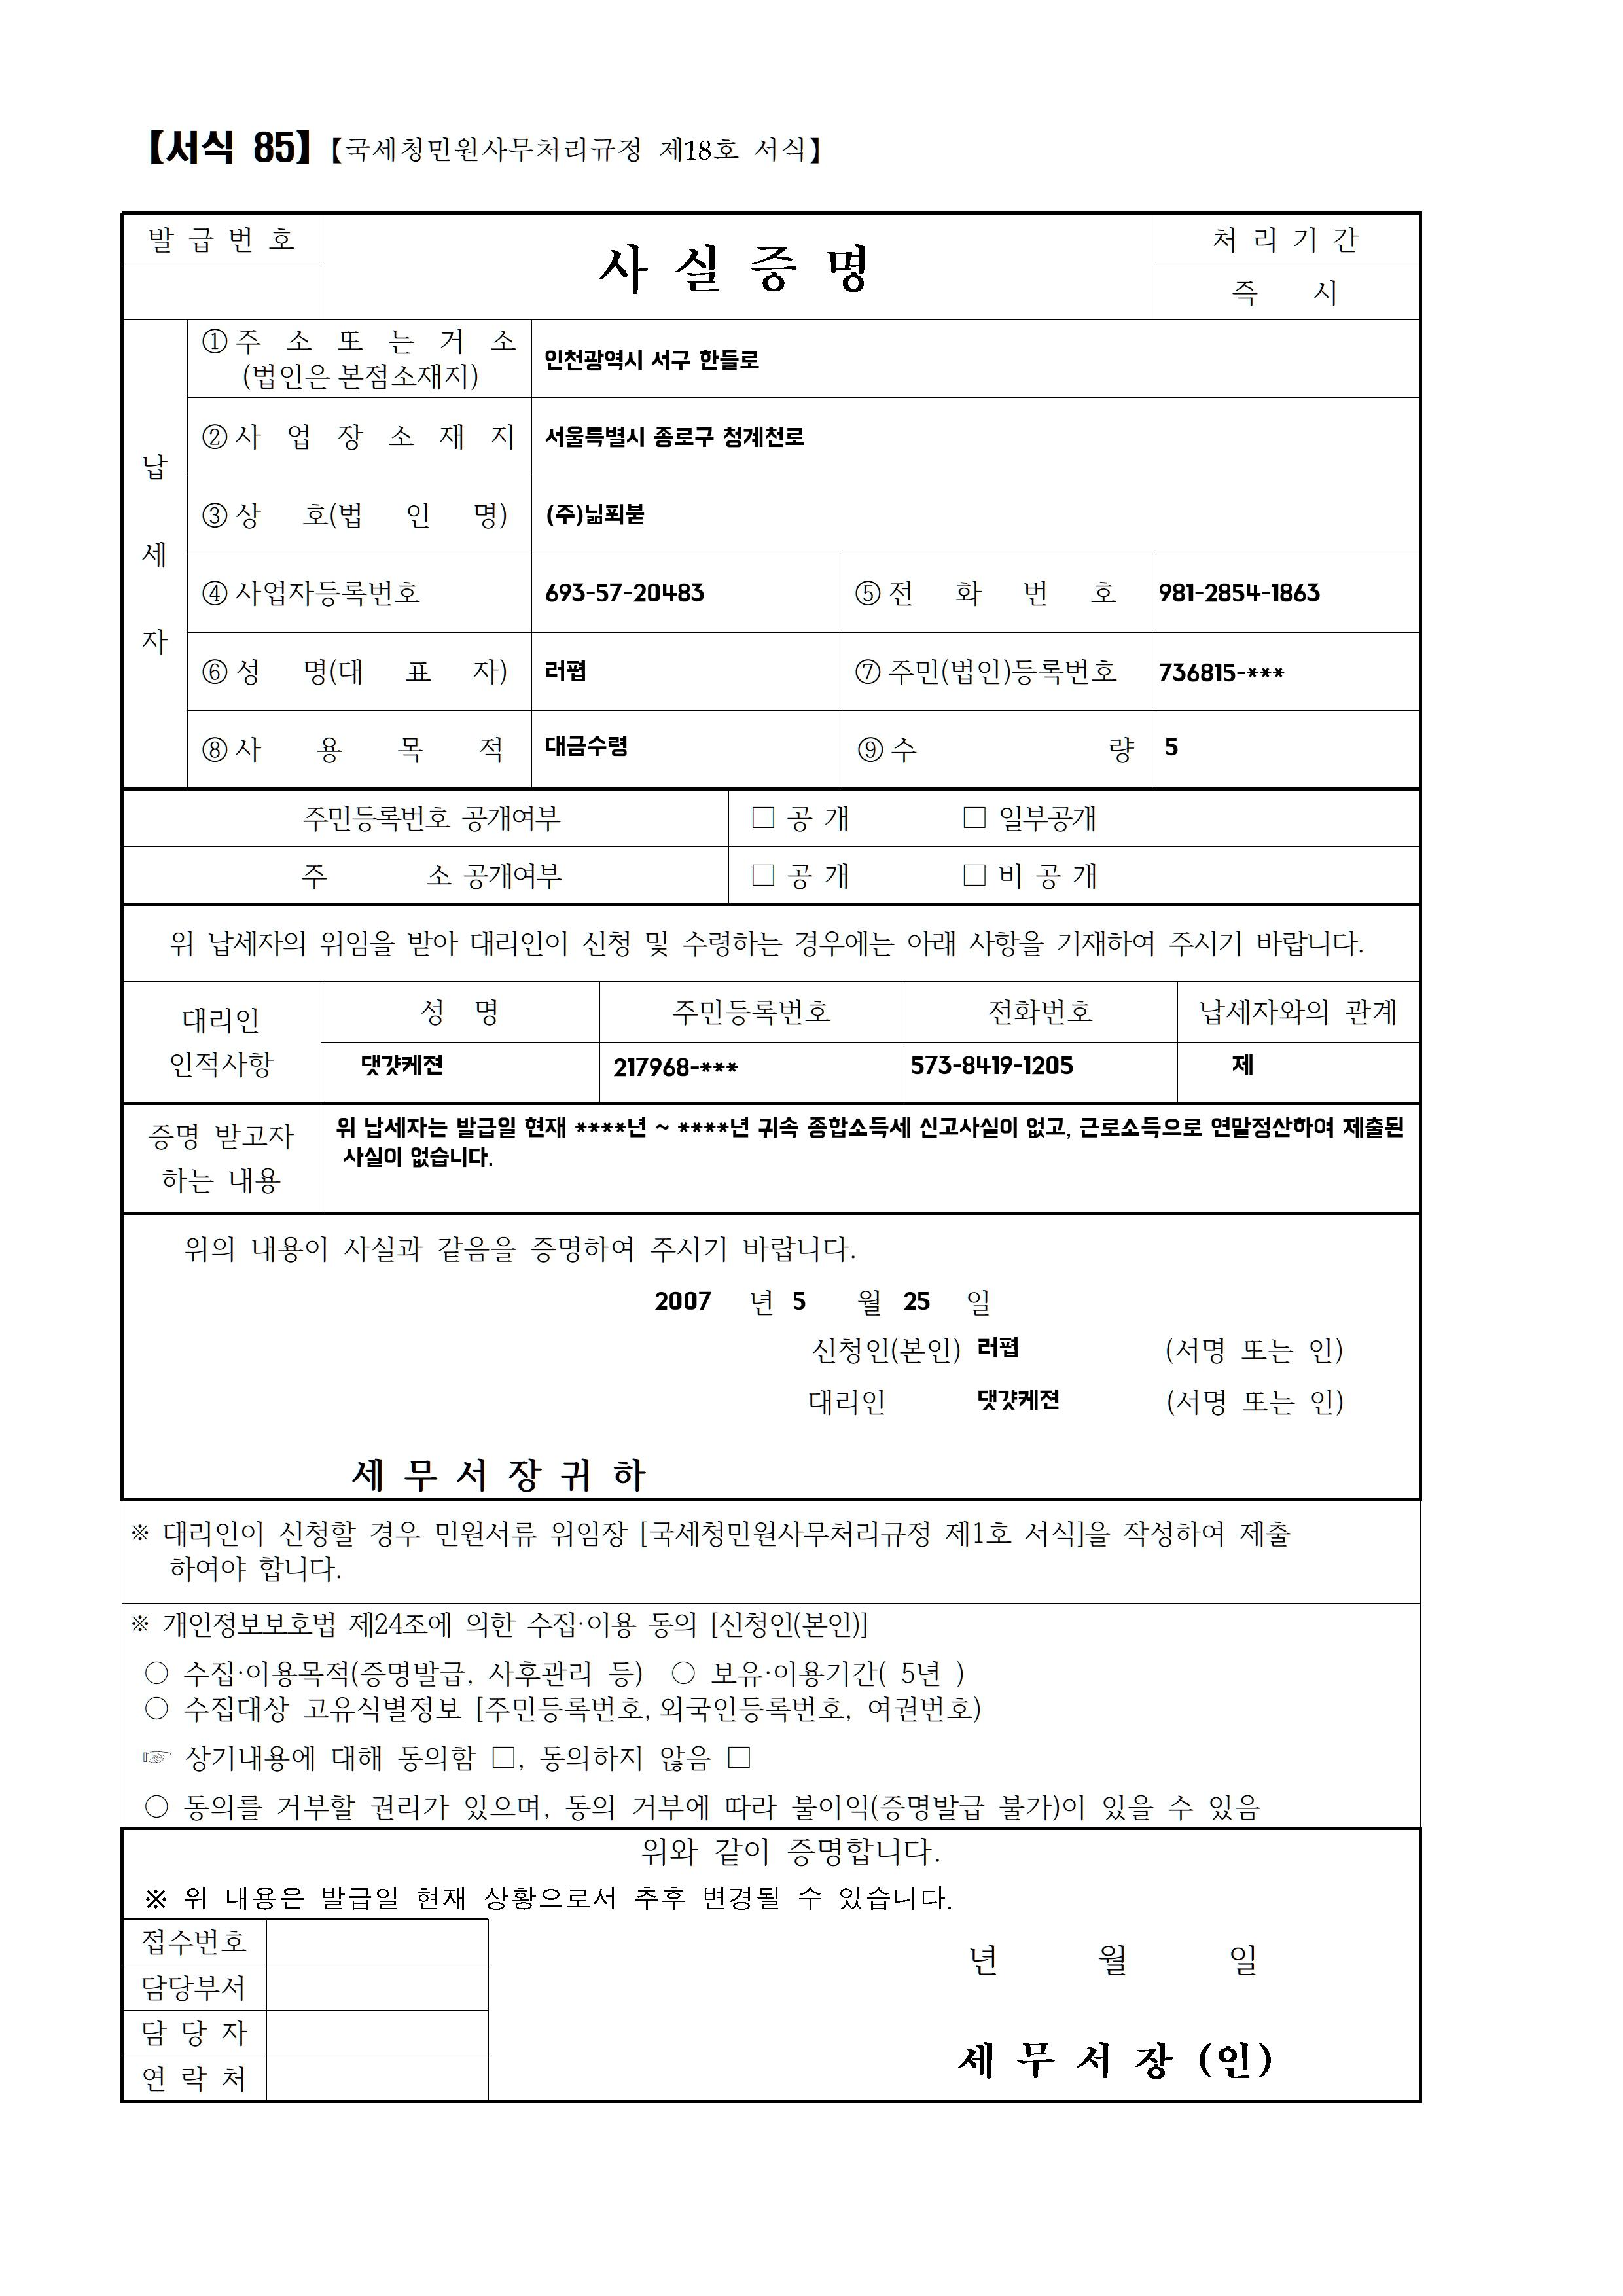 【서식 85】【국세청민원사무처리규정 제18호 서식】
발 급 번 호
사 실 증 명
처 리 기 간
즉 시
납 세 자
① 주 소 또 는 거 소
(법인은 본점소재지)
인천광역시 서구 한들로
② 사 업 장 소 재 지
서울특별시 종로구 청계천로
③ 상 호(법 인 명)
(주)닒푀붇
④ 사업자등록번호
693-57-20483
⑤ 전 화 번 호
981-2854-1863
⑥ 성 명(대 표 자)
러폅
⑦ 주민(법인)등록번호
736815-***
⑧ 사 용 목 적
대금수령
⑨ 수 량
5
주민등록번호 공개여부
□ 공 개 □ 일부공개
주 소 공개여부
□ 공 개 □ 비 공 개
위 납세자의 위임을 받아 대리인이 신청 및 수령하는 경우에는 아래 사항을 기재하여 주시기 바랍니다.
대리인
인적사항
성 명
주민등록번호
전화번호
납세자와의 관계
댓걋케젼
217968-***
573-8419-1205
제
증명 받고자
하는 내용
위 납세자는 발급일 현재 ****년 ~ ****년 귀속 종합소득세 신고사실이 없고, 근로소득으로 연말정산하여 제출된
사실이 없습니다.
위의 내용이 사실과 같음을 증명하여 주시기 바랍니다.
2007 년 5 월 25 일
신청인(본인) 러폅 (서명 또는 인)
대리인 댓걋케젼 (서명 또는 인)
세 무 서 장 귀 하
※ 대리인이 신청할 경우 민원서류 위임장 [국세청민원사무처리규정 제1호 서식]을 작성하여 제출
하여야 합니다.
※ 개인정보보호법 제24조에 의한 수집·이용 동의 [신청인(본인)]
○ 수집·이용목적(증명발급, 사후관리 등) ○ 보유·이용기간( 5년 )
○ 수집대상 고유식별정보 [주민등록번호, 외국인등록번호, 여권번호)
☞ 상기내용에 대해 동의함 □, 동의하지 않음 □
○ 동의를 거부할 권리가 있으며, 동의 거부에 따라 불이익(증명발급 불가)이 있을 수 있음
위와 같이 증명합니다.
※ 위 내용은 발급일 현재 상황으로서 추후 변경될 수 있습니다.
접수번호
담당부서
담 당 자
연 락 처
년 월 일
세 무 서 장 (인)